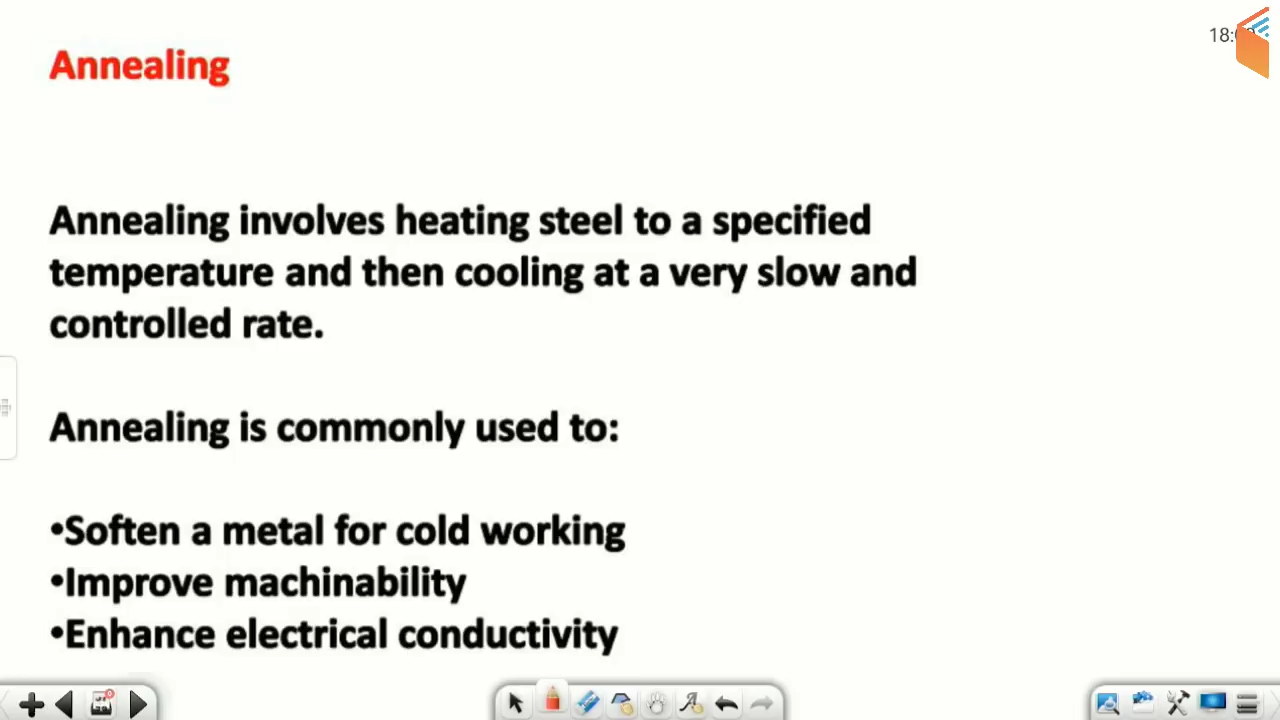 Annealing
18:
Annealing involves heating steel to a specified
temperature and then cooling at a very slow and
controlled rate.
Annealing is commonly used to:
•Soften a metal for cold working
•Improve machinability
•Enhance electrical conductivity